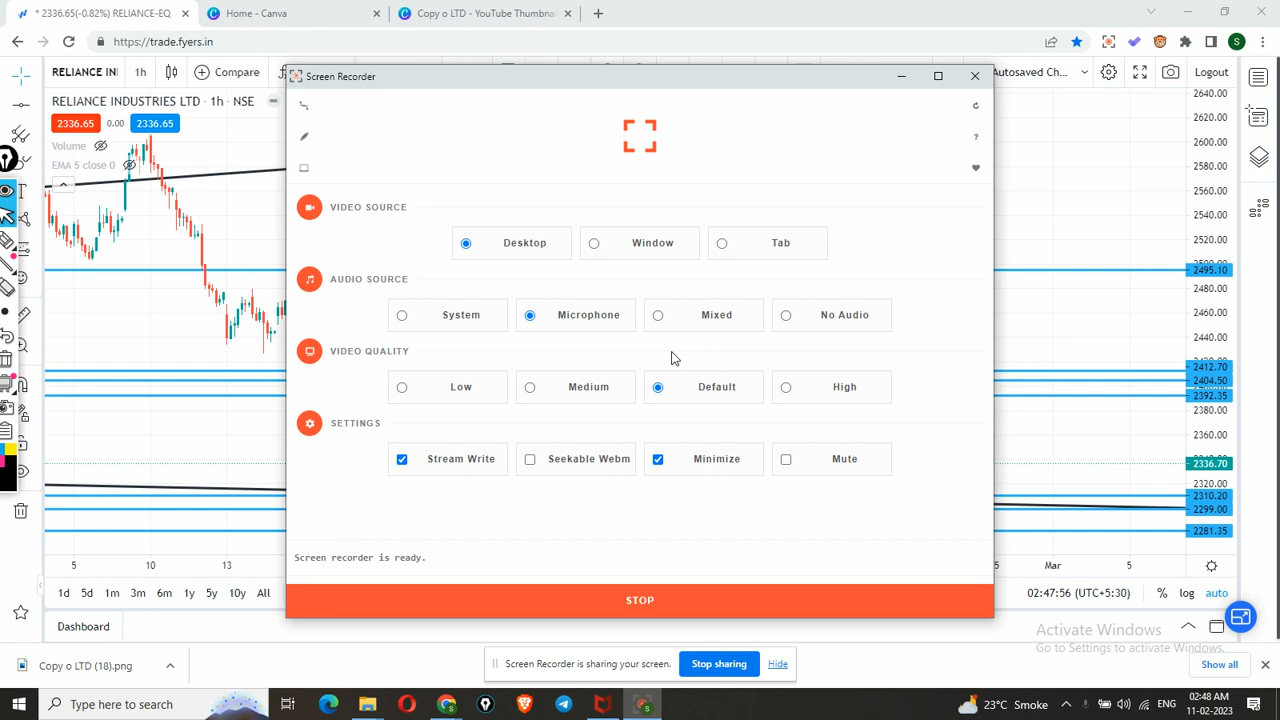 * 2336.65(-0.82%) RELIANCE-EQ
Home - Canva
Copy o LTD - YouTube Thumbna
https://trade.fyers.in
S
RELIANCE IN
1h
Compare
Screen Recorder
Autosaved Ch...
Logout
RELIANCE INDUSTRIES LTD · 1h · NSE
2336.65
0.00
2336.65
Volume
EMA 5 close 0
VIDEO SOURCE
Desktop
Window
Tab
AUDIO SOURCE
System
Microphone
Mixed
No Audio
VIDEO QUALITY
Low
Medium
Default
High
SETTINGS
Stream Write
Seekable Webm
Minimize
Mute
Screen recorder is ready.
STOP
2640.00
2620.00
2600.00
2580.00
2560.00
2540.00
2520.00
2495.10
2480.00
2460.00
2440.00
2412.70
2404.50
2392.35
2380.00
2360.00
2336.70
2320.00
2310.20
2299.00
2281.35
5
10
13
Mar
5
1d
5d
1m
3m
6m
1y
5y
10y
All
02:47:56 (UTC+5:30)
%
log
auto
Dashboard
Activate Windows
Go to Settings to activate Windows.
Copy o LTD (18).png
Screen Recorder is sharing your screen.
Stop sharing
Hide
Show all
Type here to search
23°C Smoke
ENG
02:48 AM
11-02-2023